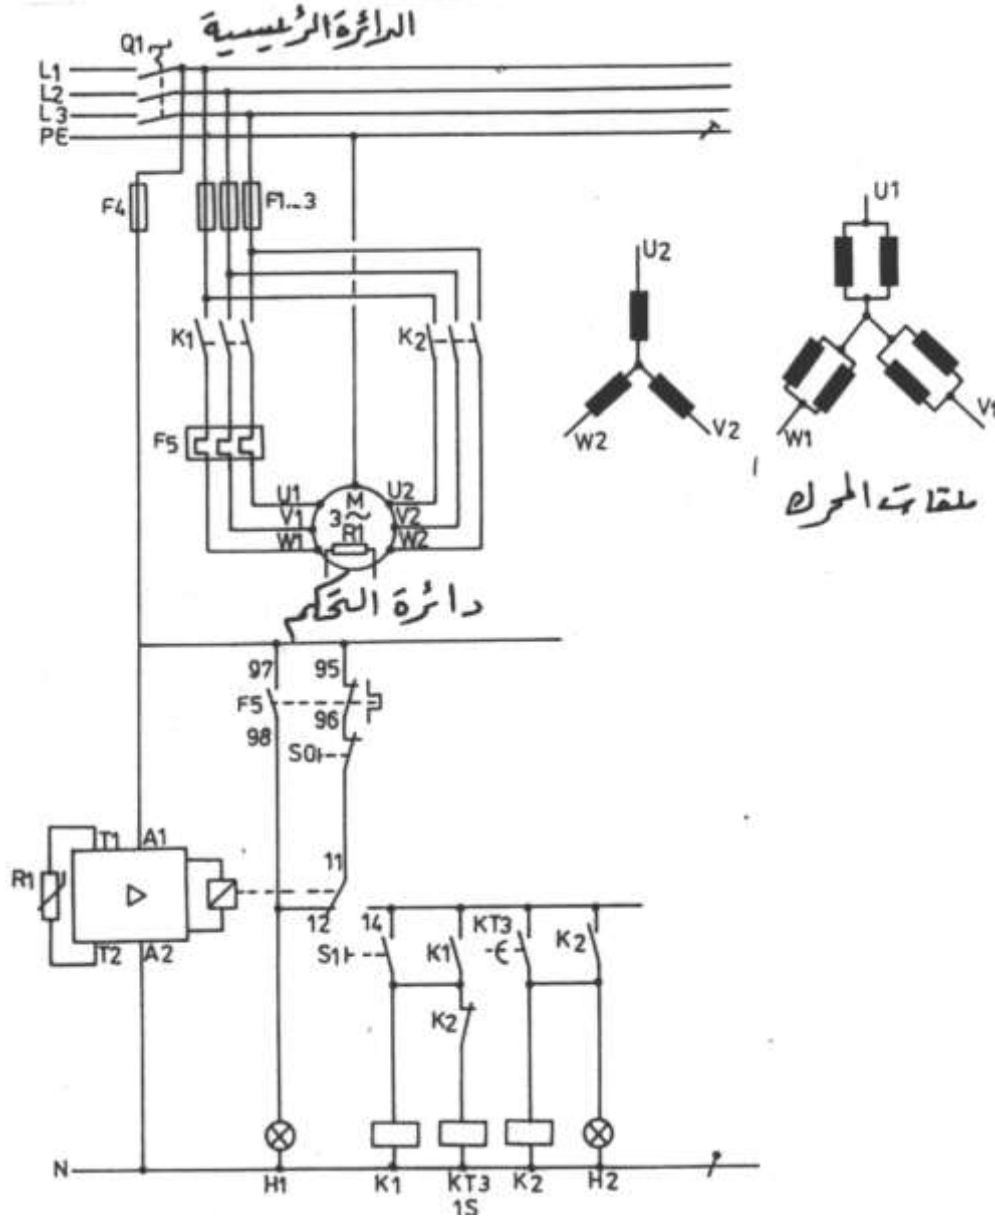 الدائرة الرئيسية
Q1
L1
L2
L3
PE
F4
F1...3
U1
U2
K1
K2
F5
W2
V2
W1
V1
ملفات المحرك
U1
V1
W1
M
3~
R1
U2
V2
W2
دائرة التحكم
97
95
F5
96
98
S0
T1
A1
11
R1
12
14
KT3
K2
T2
A2
S1
K1
K2
N
H1
K1
KT3
K2
H2
1S